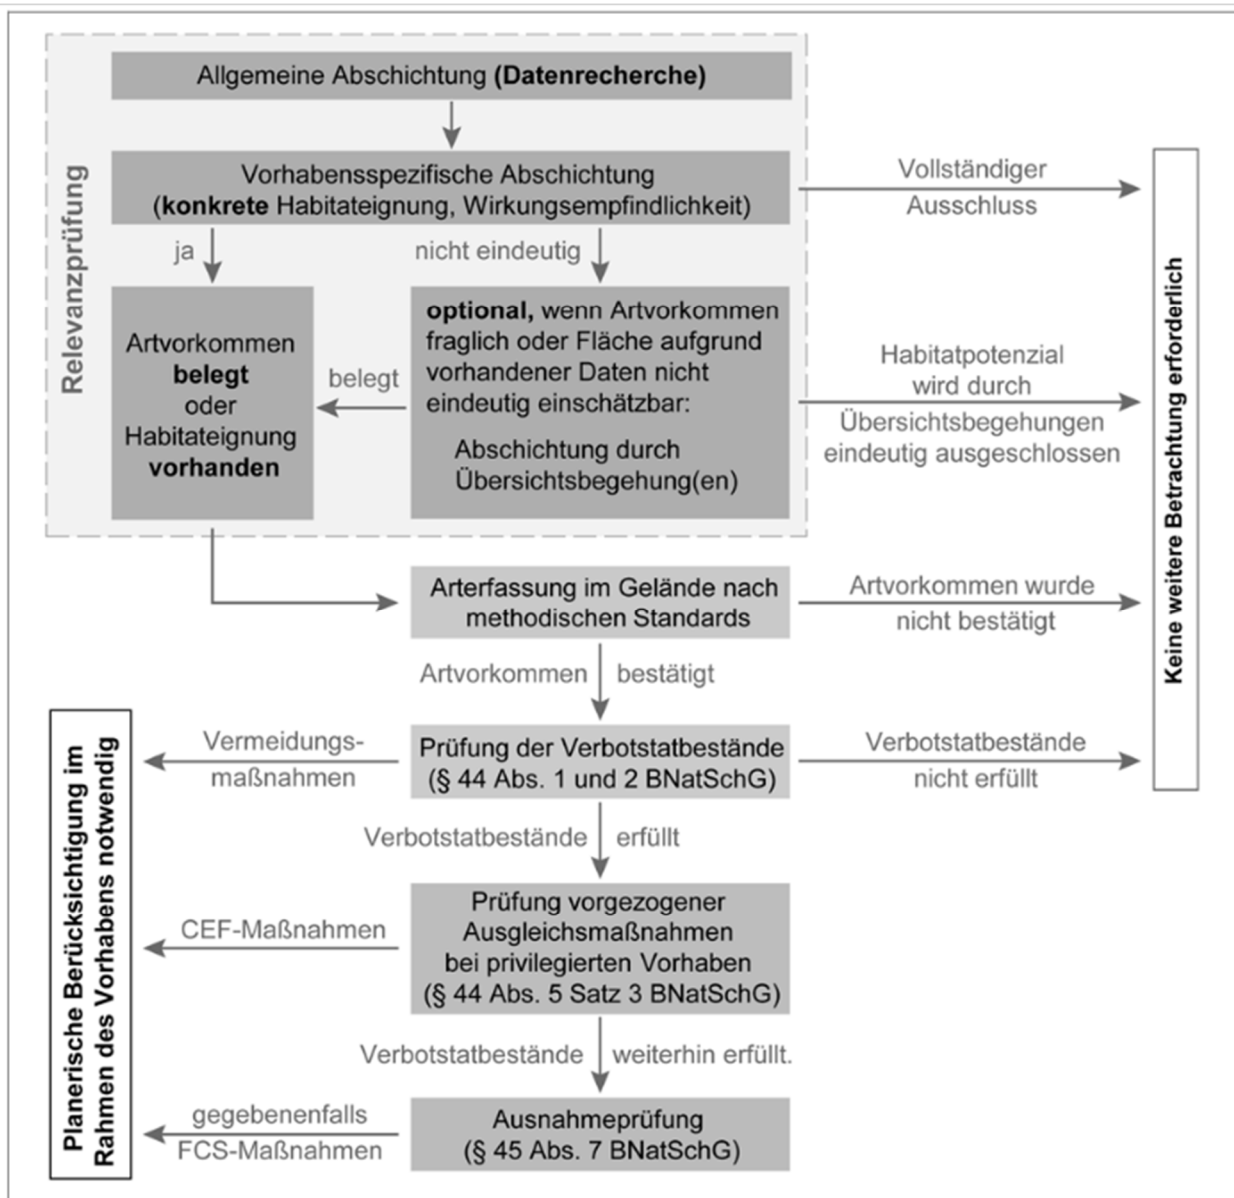 Allgemeine Abschichtung (Datenrecherche)
Relevanzprüfung
Vorhabensspezifische Abschichtung
(konkrete Habitateignung, Wirkungsempfindlichkeit)
Vollständiger
Ausschluss
ja
nicht eindeutig
Artvorkommen
belegt
oder
Habitateignung
vorhanden
belegt
optional, wenn Artvorkommen
fraglich oder Fläche aufgrund
vorhandener Daten nicht
eindeutig einschätzbar:
Abschichtung durch
Übersichtsbegehung(en)
Habitatpotenzial
wird durch
Übersichtsbegehungen
eindeutig ausgeschlossen
Keine weitere Betrachtung erforderlich
Arterfassung im Gelände nach
methodischen Standards
Artvorkommen wurde
nicht bestätigt
Artvorkommen bestätigt
Prüfung der Verbotstatbestände
(§ 44 Abs. 1 und 2 BNatSchG)
Vermeidungs-
maßnahmen
Verbotstatbestände
nicht erfüllt
Planerische Berücksichtigung im
Rahmen des Vorhabens notwendig
Verbotstatbestände erfüllt
Prüfung vorgezogener
Ausgleichsmaßnahmen
bei privilegierten Vorhaben
(§ 44 Abs. 5 Satz 3 BNatSchG)
CEF-Maßnahmen
Verbotstatbestände weiterhin erfüllt.
Ausnahmeprüfung
(§ 45 Abs. 7 BNatSchG)
gegebenenfalls
FCS-Maßnahmen